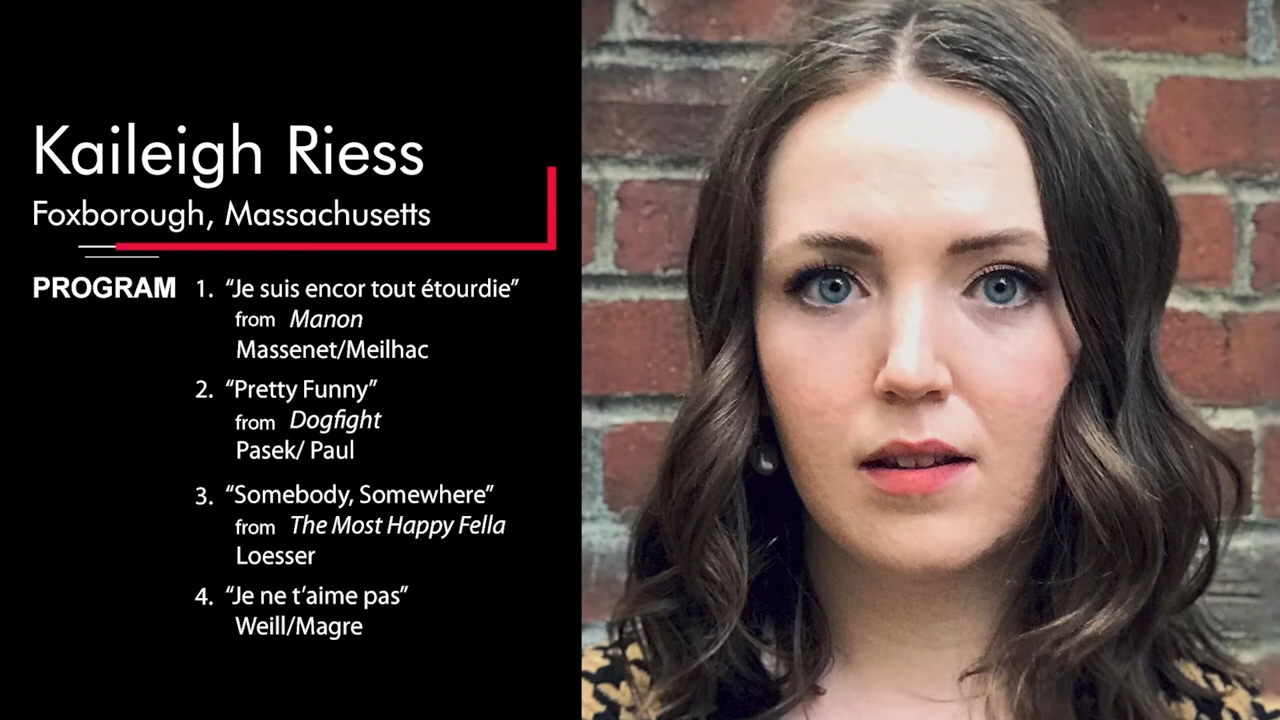 Kaileigh Riess
Foxborough, Massachusetts
PROGRAM 1. “Je suis encor tout étourdie”
from Manon
Massenet/Meilhac
2. “Pretty Funny”
from Dogfight
Pasek/ Paul
3. “Somebody, Somewhere”
from The Most Happy Fella
Loesser
4. “Je ne t’aime pas”
Weill/Magre